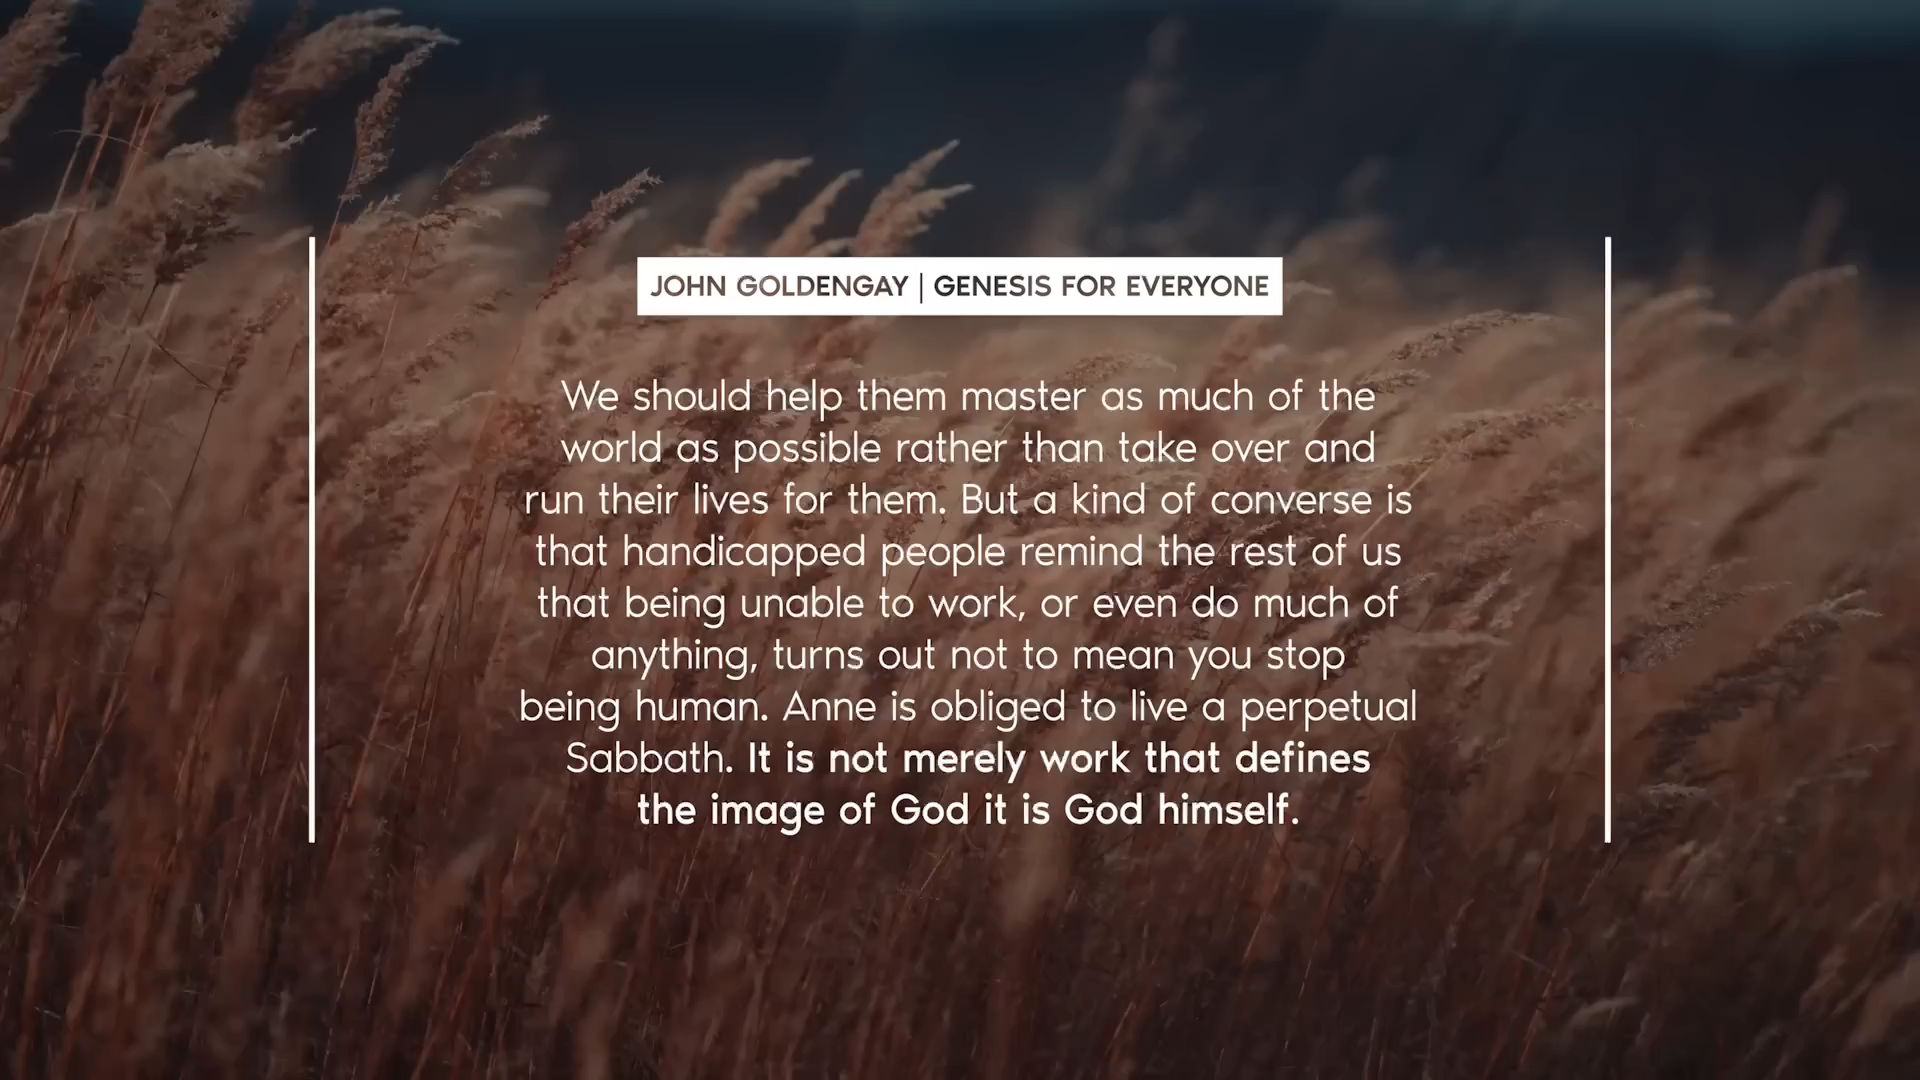 JOHN GOLDENGAY | GENESIS FOR EVERYONE
We should help them master as much of the
world as possible rather than take over and
run their lives for them. But a kind of converse is
that handicapped people remind the rest of us
that being unable to work, or even do much of
anything, turns out not to mean you stop
being human. Anne is obliged to live a perpetual
Sabbath. It is not merely work that defines
the image of God it is God himself.